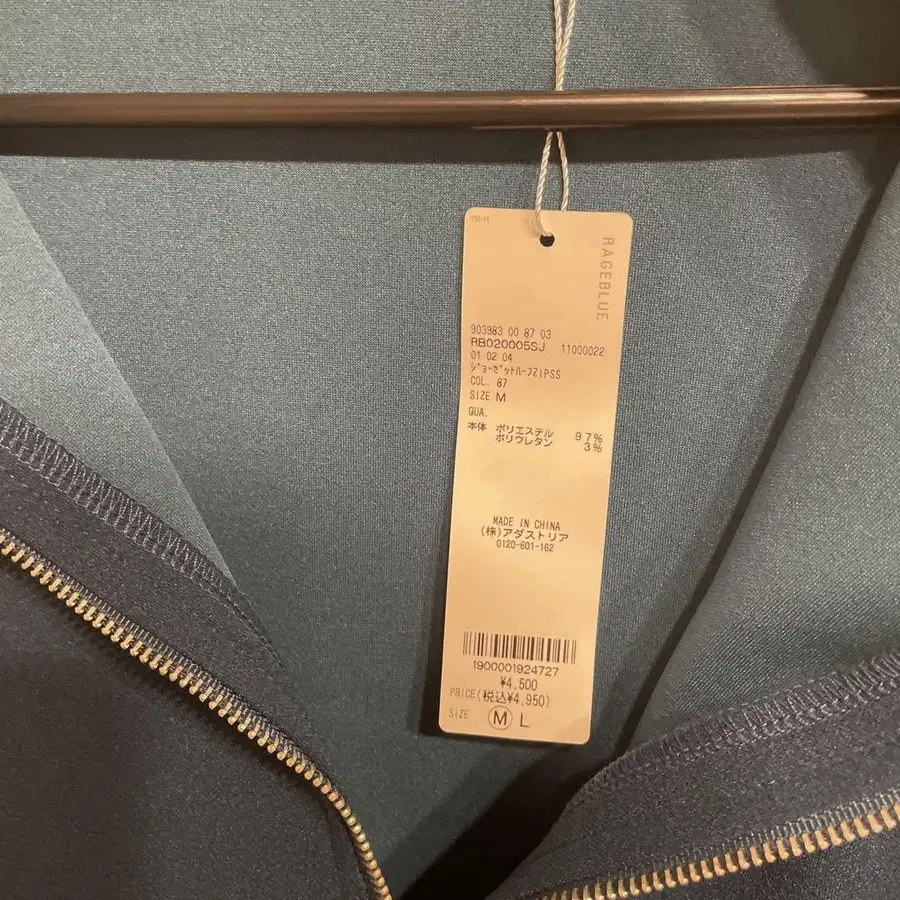 RAGEBLUE
903983 00 87 03
RB020005SJ 11000022
01 02 04
ｼﾞｮｰｾﾞｯﾄﾊｰﾌZIPSS
COL. 87
SIZE M
QUA.
本体 ポリエステル 97%
ポリウレタン 3%
MADE IN CHINA
(株)アダストリア
0120-601-162
1900001924727
¥4,500
PRICE(税込¥4,950)
SIZE M L